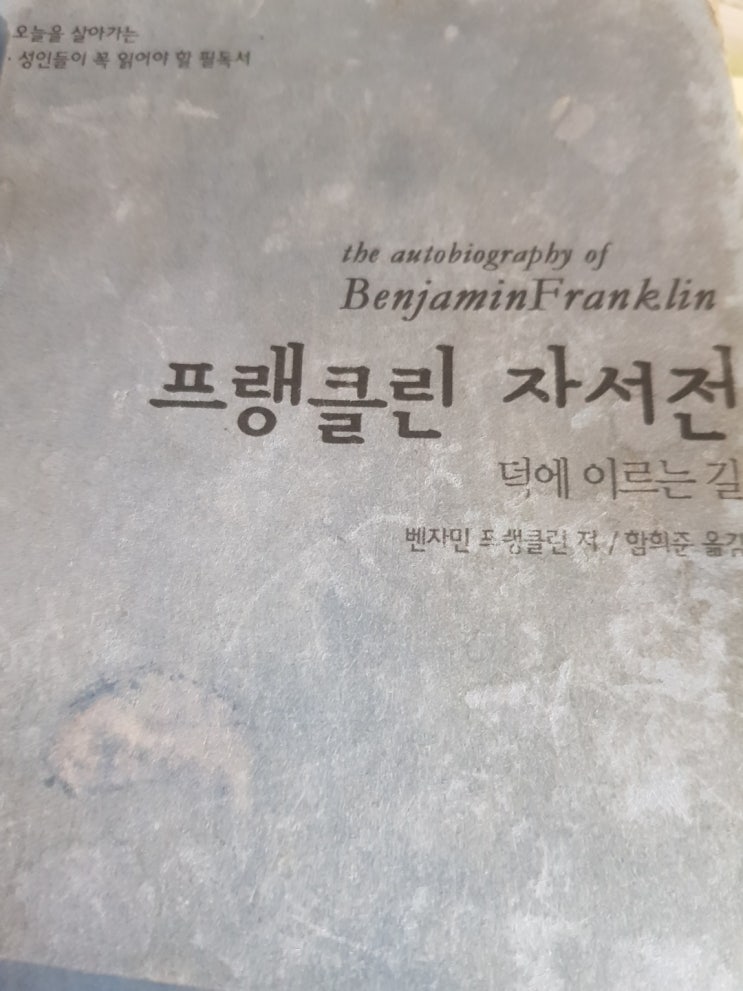 오늘을 살아가는
· 성인들이 꼭 읽어야 할 필독서
the autobiography of
BenjaminFranklin
프랭클린 자서전
덕에 이르는 길
벤자민 프랭클린 저 / 함희준 옮김